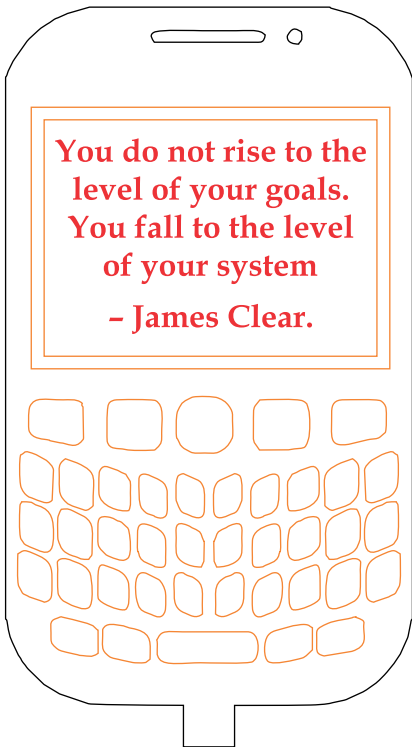 You do not rise to the
level of your goals.
You fall to the level
of your system
– James Clear.